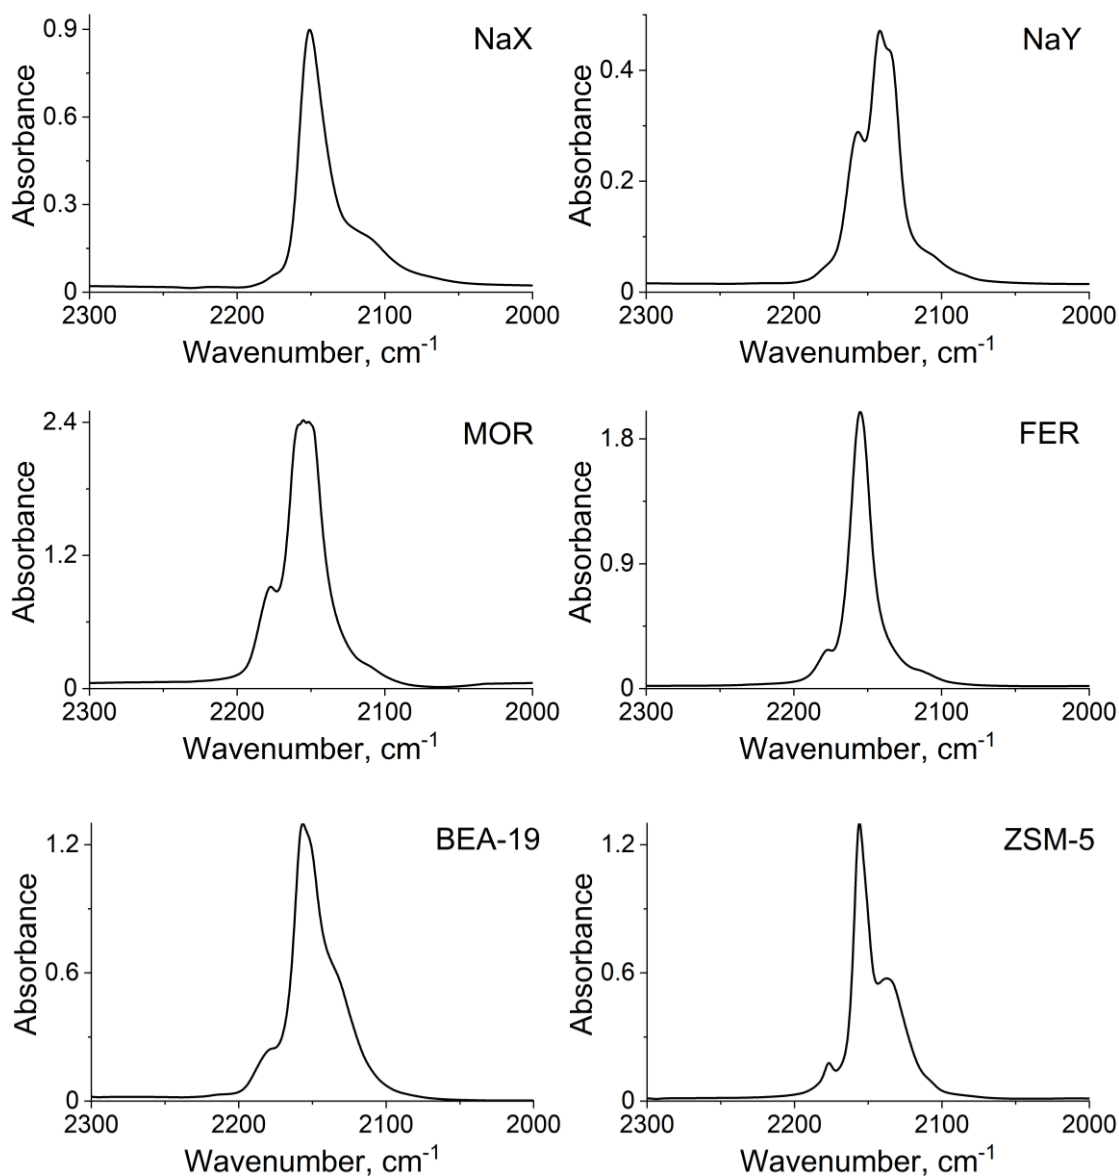 NaX
Absorbance
0.9
0.6
0.3
0
2300 2200 2100 2000
Wavenumber, cm-1
NaY
Absorbance
0.4
0.2
0
2300 2200 2100 2000
Wavenumber, cm-1
MOR
Absorbance
2.4
1.2
0
2300 2200 2100 2000
Wavenumber, cm-1
FER
Absorbance
1.8
0.9
0
2300 2200 2100 2000
Wavenumber, cm-1
BEA-19
Absorbance
1.2
0.6
0
2300 2200 2100 2000
Wavenumber, cm-1
ZSM-5
Absorbance
1.2
0.6
0
2300 2200 2100 2000
Wavenumber, cm-1